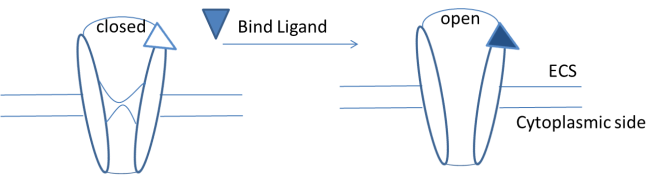 closed
Bind Ligand
open
ECS
Cytoplasmic side